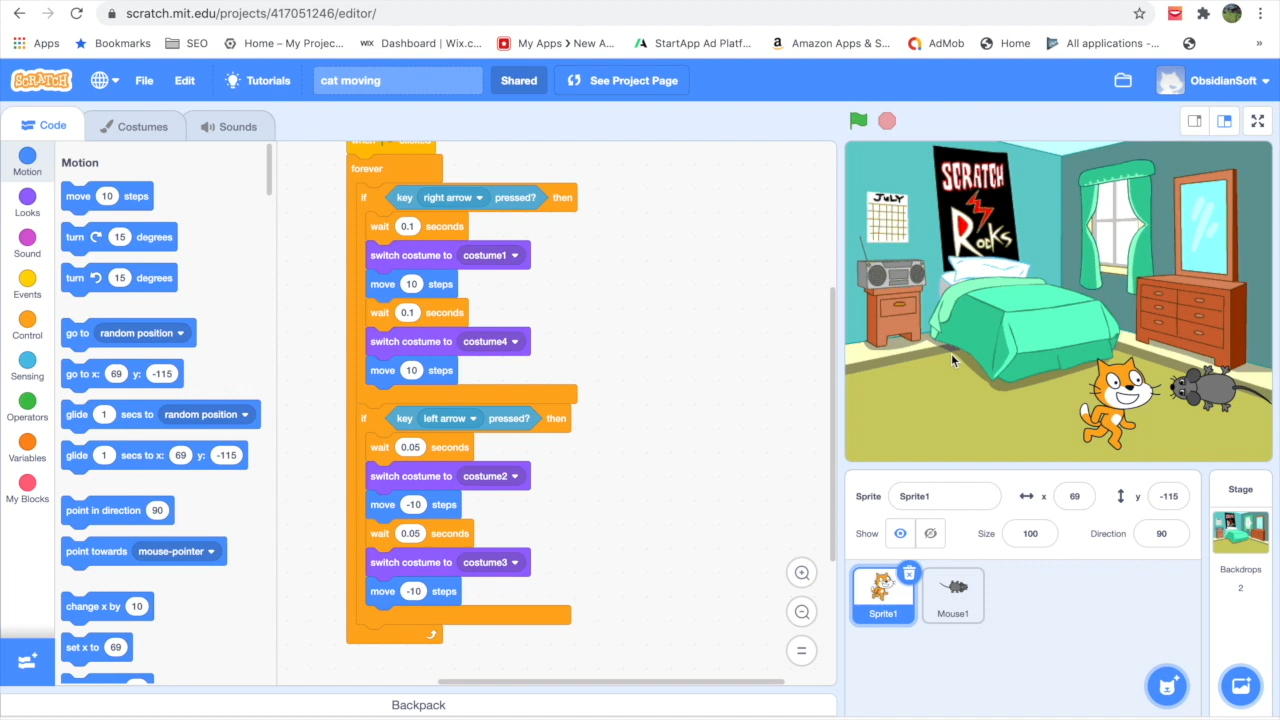 scratch.mit.edu/projects/417051246/editor/
Apps Bookmarks SEO Home – My Projec... WIX Dashboard | Wix.c... My Apps > New A... StartApp Ad Platf... Amazon Apps & S... AdMob Home All applications -... »
SCRATCH File Edit Tutorials cat moving Shared See Project Page ObsidianSoft
Code Costumes Sounds
Motion
Looks
Sound
Events
Control
Sensing
Operators
Variables
My Blocks
Motion
move 10 steps
turn 15 degrees
turn 15 degrees
go to random position
go to x: 69 y: -115
glide 1 secs to random position
glide 1 secs to x: 69 y: -115
point in direction 90
point towards mouse-pointer
change x by 10
set x to 69
when clicked
forever
if key right arrow pressed? then
wait 0.1 seconds
switch costume to costume1
move 10 steps
wait 0.1 seconds
switch costume to costume4
move 10 steps
if key left arrow pressed? then
wait 0.05 seconds
switch costume to costume2
move -10 steps
wait 0.05 seconds
switch costume to costume3
move -10 steps
Backpack
JULY
SCRATCH
Rocks
Sprite Sprite1 x 69 y -115
Show Size 100 Direction 90
Sprite1
Mouse1
Stage
Backdrops
2